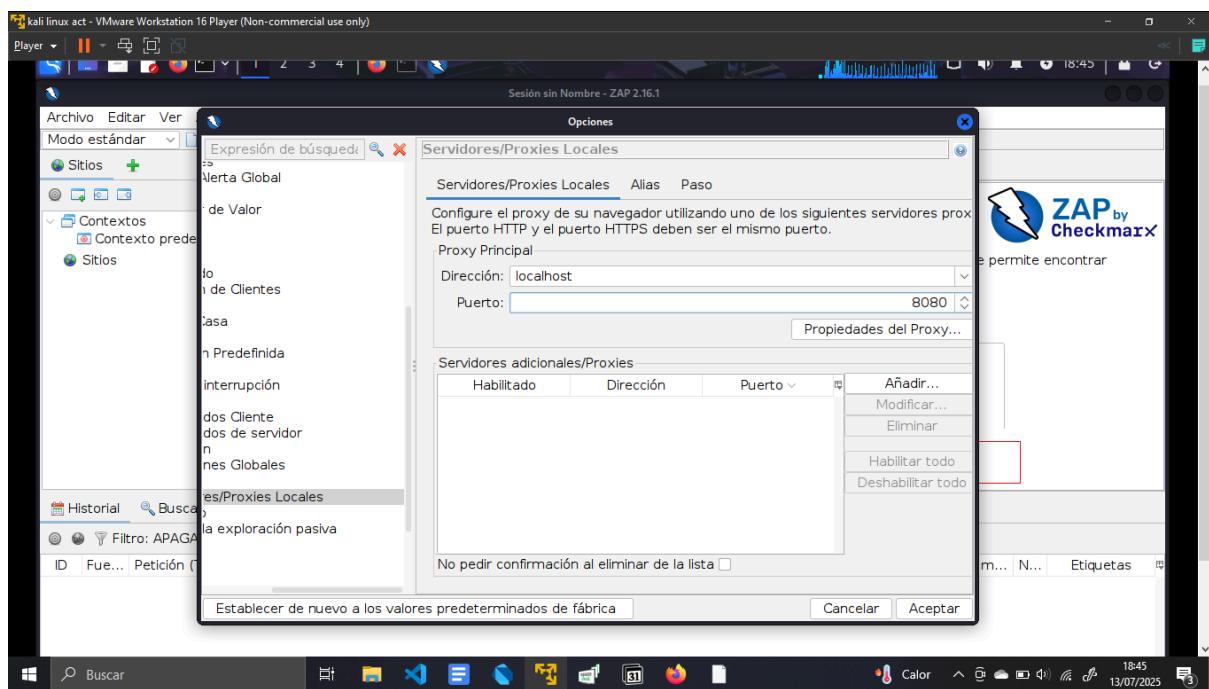 kali linux act - VMware Workstation 16 Player (Non-commercial use only)
Player
1 2 3 4
18:45
Sesión sin Nombre - ZAP 2.16.1
Archivo Editar Ver
Opciones
Modo estándar
Expresión de búsqued
Servidores/Proxies Locales
Sitios
Alerta Global
Servidores/Proxies Locales Alias Paso
de Valor
Configure el proxy de su navegador utilizando uno de los siguientes servidores prox
El puerto HTTP y el puerto HTTPS deben ser el mismo puerto.
ZAP by
Checkmarx
Contextos
Contexto prede
Proxy Principal
Sitios
e permite encontrar
do
Dirección: localhost
n de Clientes
Puerto: 8080
Casa
Propiedades del Proxy...
n Predefinida
Servidores adicionales/Proxies
interrupción
Habilitado Dirección Puerto
Añadir...
Modificar...
dos Cliente
Eliminar
dos de servidor
n
nes Globales
Habilitar todo
Deshabilitar todo
es/Proxies Locales
Historial Busca
la exploración pasiva
Filtro: APAGA
ID Fue... Petición (
No pedir confirmación al eliminar de la lista
m... N... Etiquetas
Establecer de nuevo a los valores predeterminados de fábrica
Cancelar Aceptar
Buscar
31
Calor
18:45
13/07/2025
3